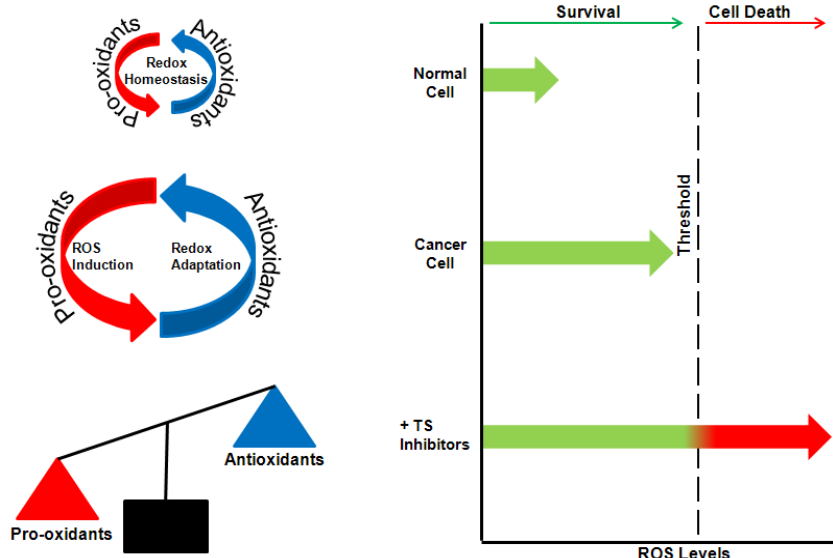 Pro-oxidants
Antioxidants
Redox
Homeostasis
Pro-oxidants
Antioxidants
ROS
Induction
Redox
Adaptation
Antioxidants
Pro-oxidants
Survival
Cell Death
Normal
Cell
Threshold
Cancer
Cell
+ TS
Inhibitors
ROS Levels